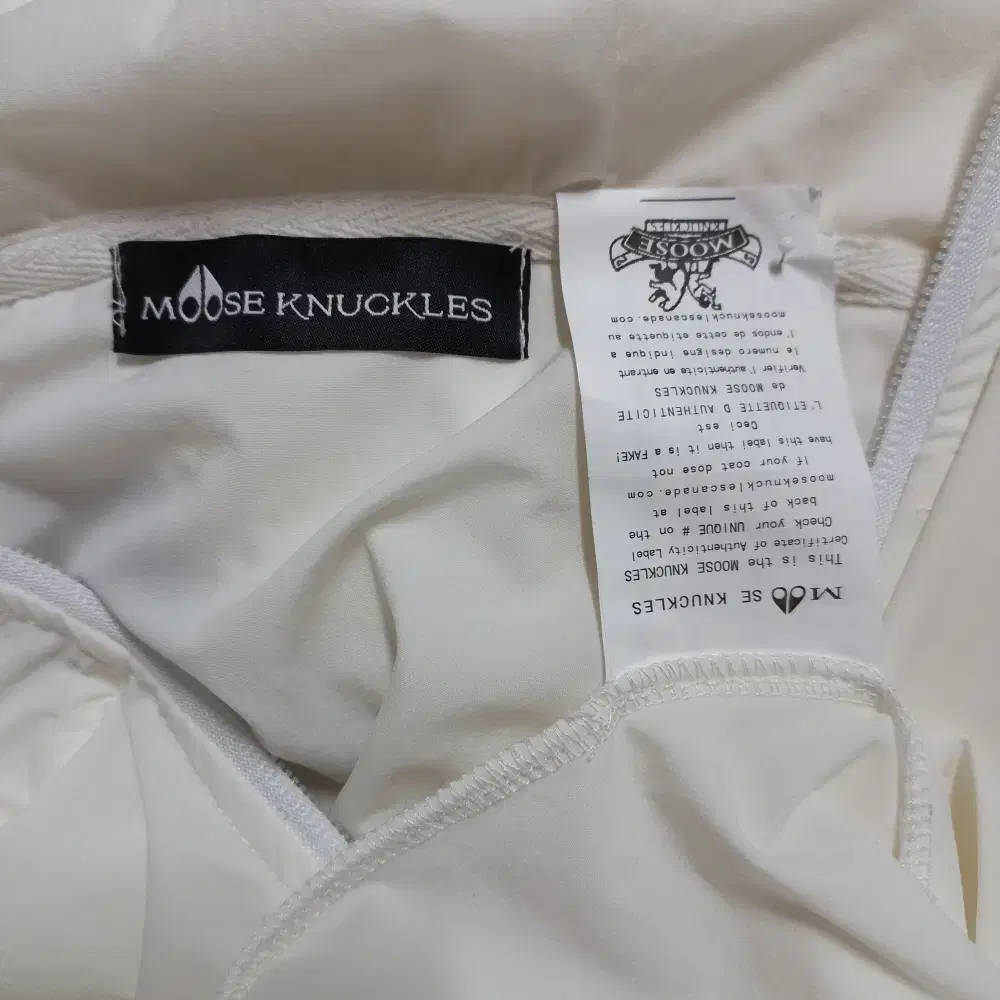 MOOSE KNUCKLES
MOOSE KNUCKLES
This is the MOOSE KNUCKLES
Certificate of Authenticity Label
Check your UNIQUE # on the
back of this label at
mooseknucklescanade.com
If your coat dose not
have this label then it is a FAKE!
Ceci est
L'ETIQUETTE D AUTHENTICITE
de MOOSE KNUCKLES
Verifier l'authenticite en entrant
le numero designe indique a
l'endos de cette etiquette au
mooseknucklescanade.com
MOOSE
KNUCKLES